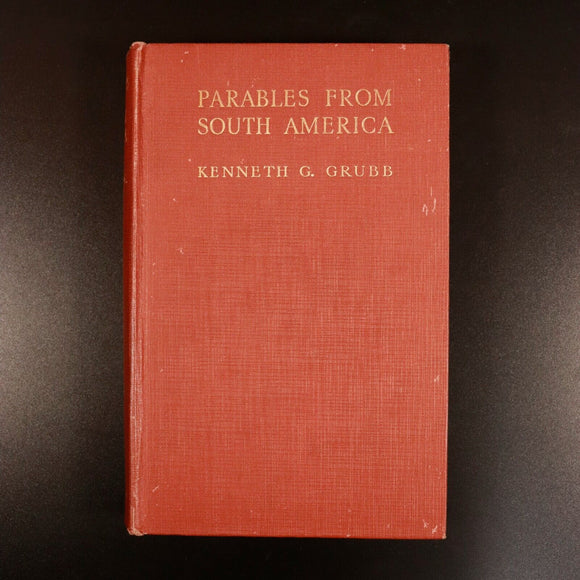 PARABLES FROM
SOUTH AMERICA
KENNETH G. GRUBB